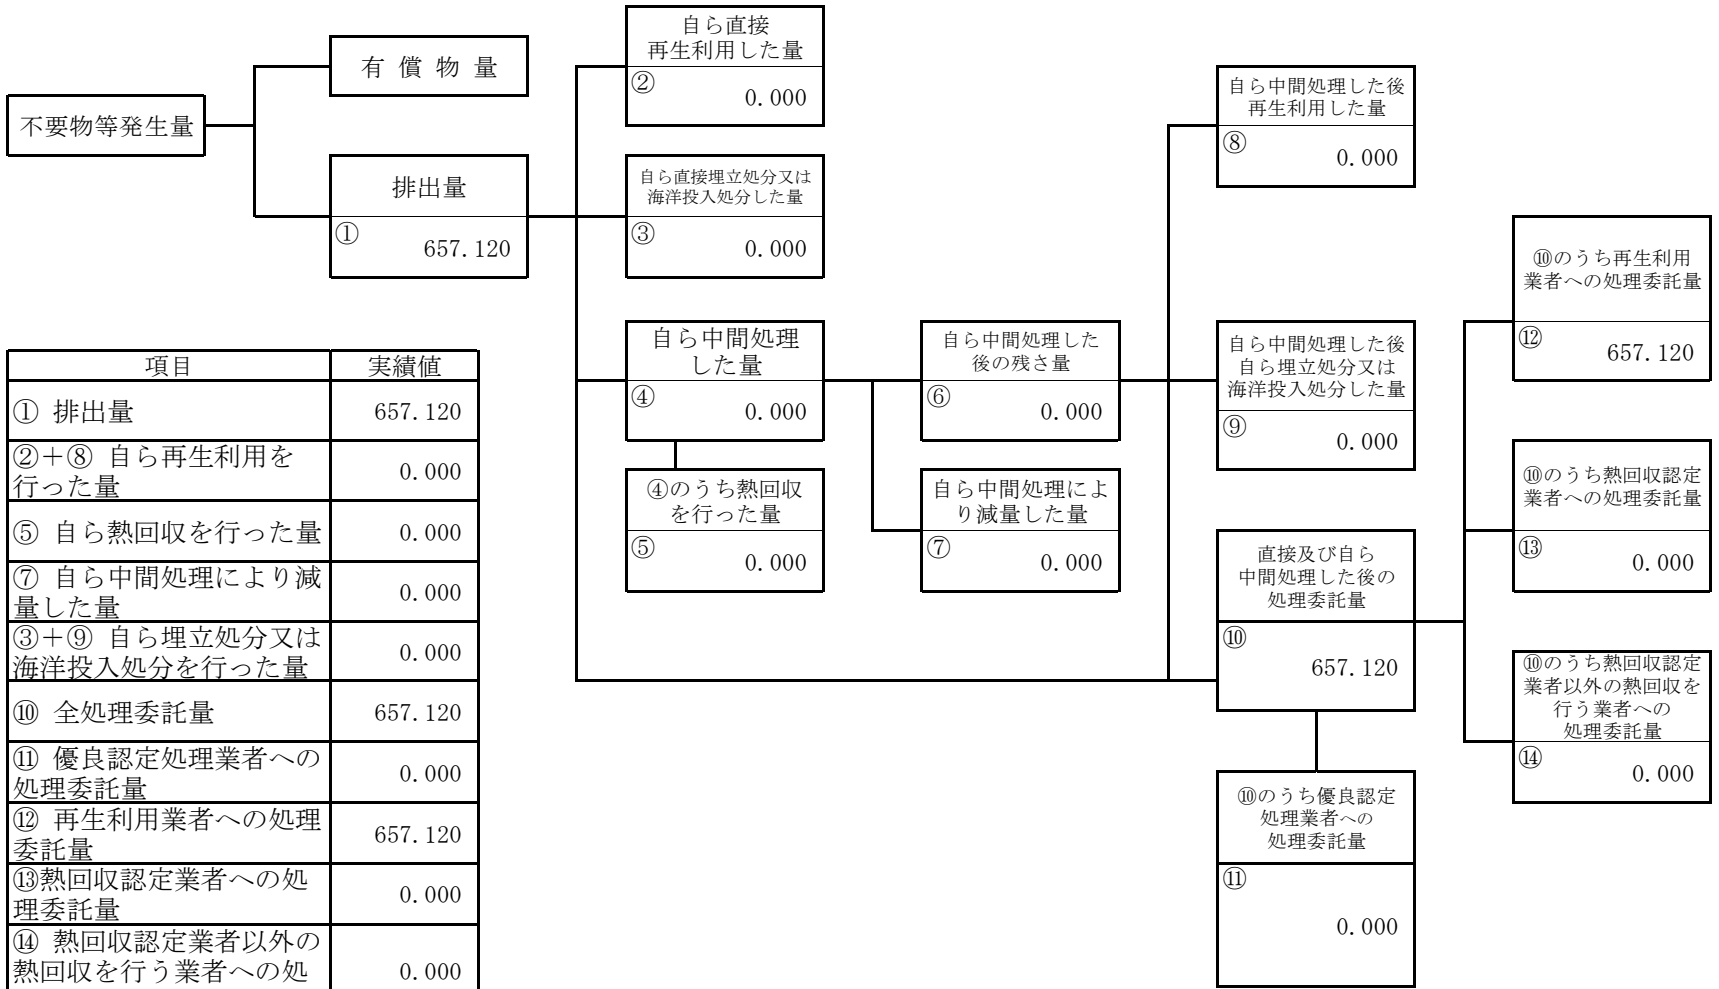 不要物等発生量
有 償 物 量
排出量
①
657.120
自ら直接
再生利用した量
②
0.000
自ら直接埋立処分又は
海洋投入処分した量
③
0.000
自ら中間処理
した量
④
0.000
④のうち熱回収
を行った量
⑤
0.000
自ら中間処理した
後の残さ量
⑥
0.000
自ら中間処理によ
り減量した量
⑦
0.000
自ら中間処理した後
再生利用した量
⑧
0.000
自ら中間処理した後
自ら埋立処分又は
海洋投入処分した量
⑨
0.000
直接及び自ら
中間処理した後の
処理委託量
⑩
657.120
⑩のうち優良認定
処理業者への
処理委託量
⑪
0.000
⑩のうち再生利用
業者への処理委託量
⑫
657.120
⑩のうち熱回収認定
業者への処理委託量
⑬
0.000
⑩のうち熱回収認定
業者以外の熱回収を
行う業者への
処理委託量
⑭
0.000
項目 実績値
① 排出量 657.120
②＋⑧ 自ら再生利用を
行った量 0.000
⑤ 自ら熱回収を行った量 0.000
⑦ 自ら中間処理により減
量した量 0.000
③＋⑨ 自ら埋立処分又は
海洋投入処分を行った量 0.000
⑩ 全処理委託量 657.120
⑪ 優良認定処理業者への
処理委託量 0.000
⑫ 再生利用業者への処理
委託量 657.120
⑬熱回収認定業者への処
理委託量 0.000
⑭ 熱回収認定業者以外の
熱回収を行う業者への処 0.000